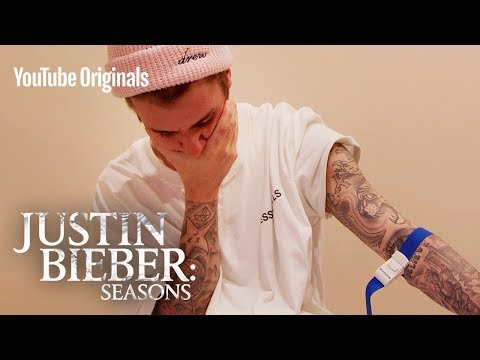 YouTube Originals
drew
JUSTIN
BIEBER:
SEASONS